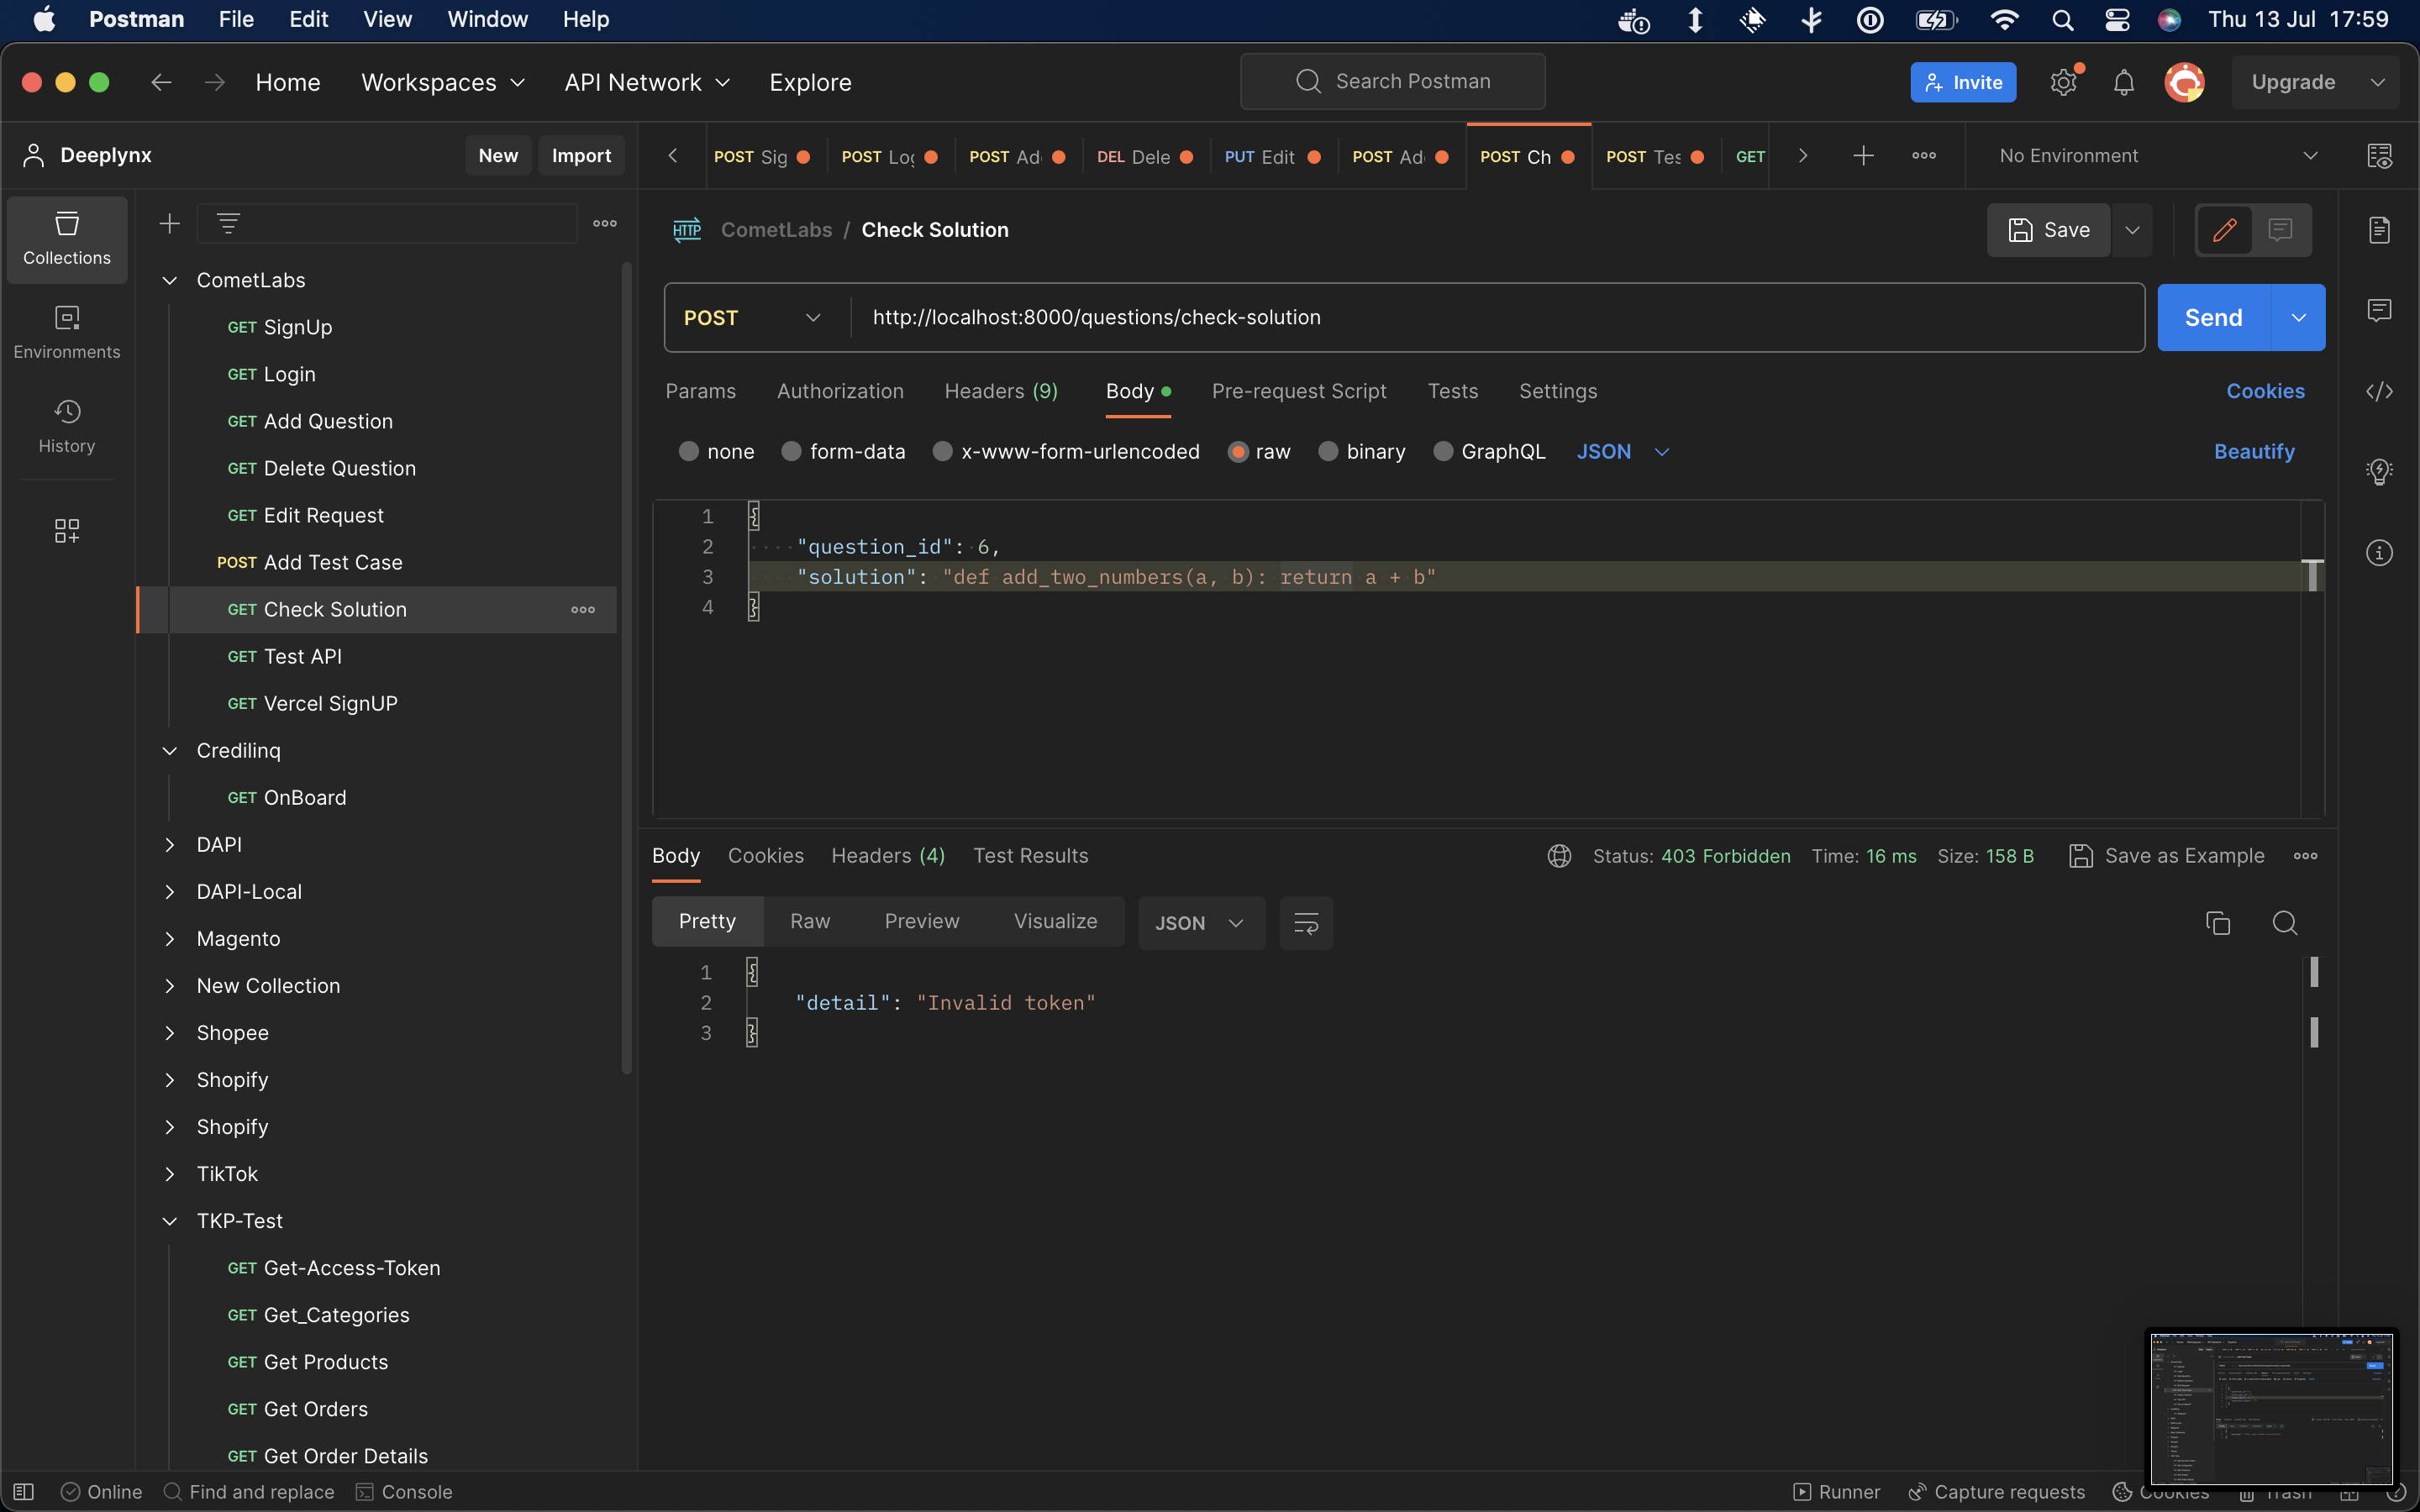 Postman File Edit View Window Help Thu 13 Jul 17:59
Home Workspaces API Network Explore Search Postman Invite Upgrade
Deeplynx New Import
POST Sig POST Log POST Ad DEL Dele PUT Edit POST Ad POST Ch POST Tes GET
No Environment
Collections
Environments
History
CometLabs
GET SignUp
GET Login
GET Add Question
GET Delete Question
GET Edit Request
POST Add Test Case
GET Check Solution
GET Test API
GET Vercel SignUP
Credilinq
GET OnBoard
DAPI
DAPI-Local
Magento
New Collection
Shopee
Shopify
Shopify
TikTok
TKP-Test
GET Get-Access-Token
GET Get_Categories
GET Get Products
GET Get Orders
GET Get Order Details
HTTP CometLabs / Check Solution Save
POST http://localhost:8000/questions/check-solution Send
Params Authorization Headers (9) Body Pre-request Script Tests Settings Cookies
none form-data x-www-form-urlencoded raw binary GraphQL JSON Beautify
1 {
2 "question_id": 6,
3 "solution": "def add_two_numbers(a, b): return a + b"
4 }
Body Cookies Headers (4) Test Results Status: 403 Forbidden Time: 16 ms Size: 158 B Save as Example
Pretty Raw Preview Visualize JSON
1 {
2 "detail": "Invalid token"
3 }
Online Find and replace Console Runner Capture requests Cookies Trash